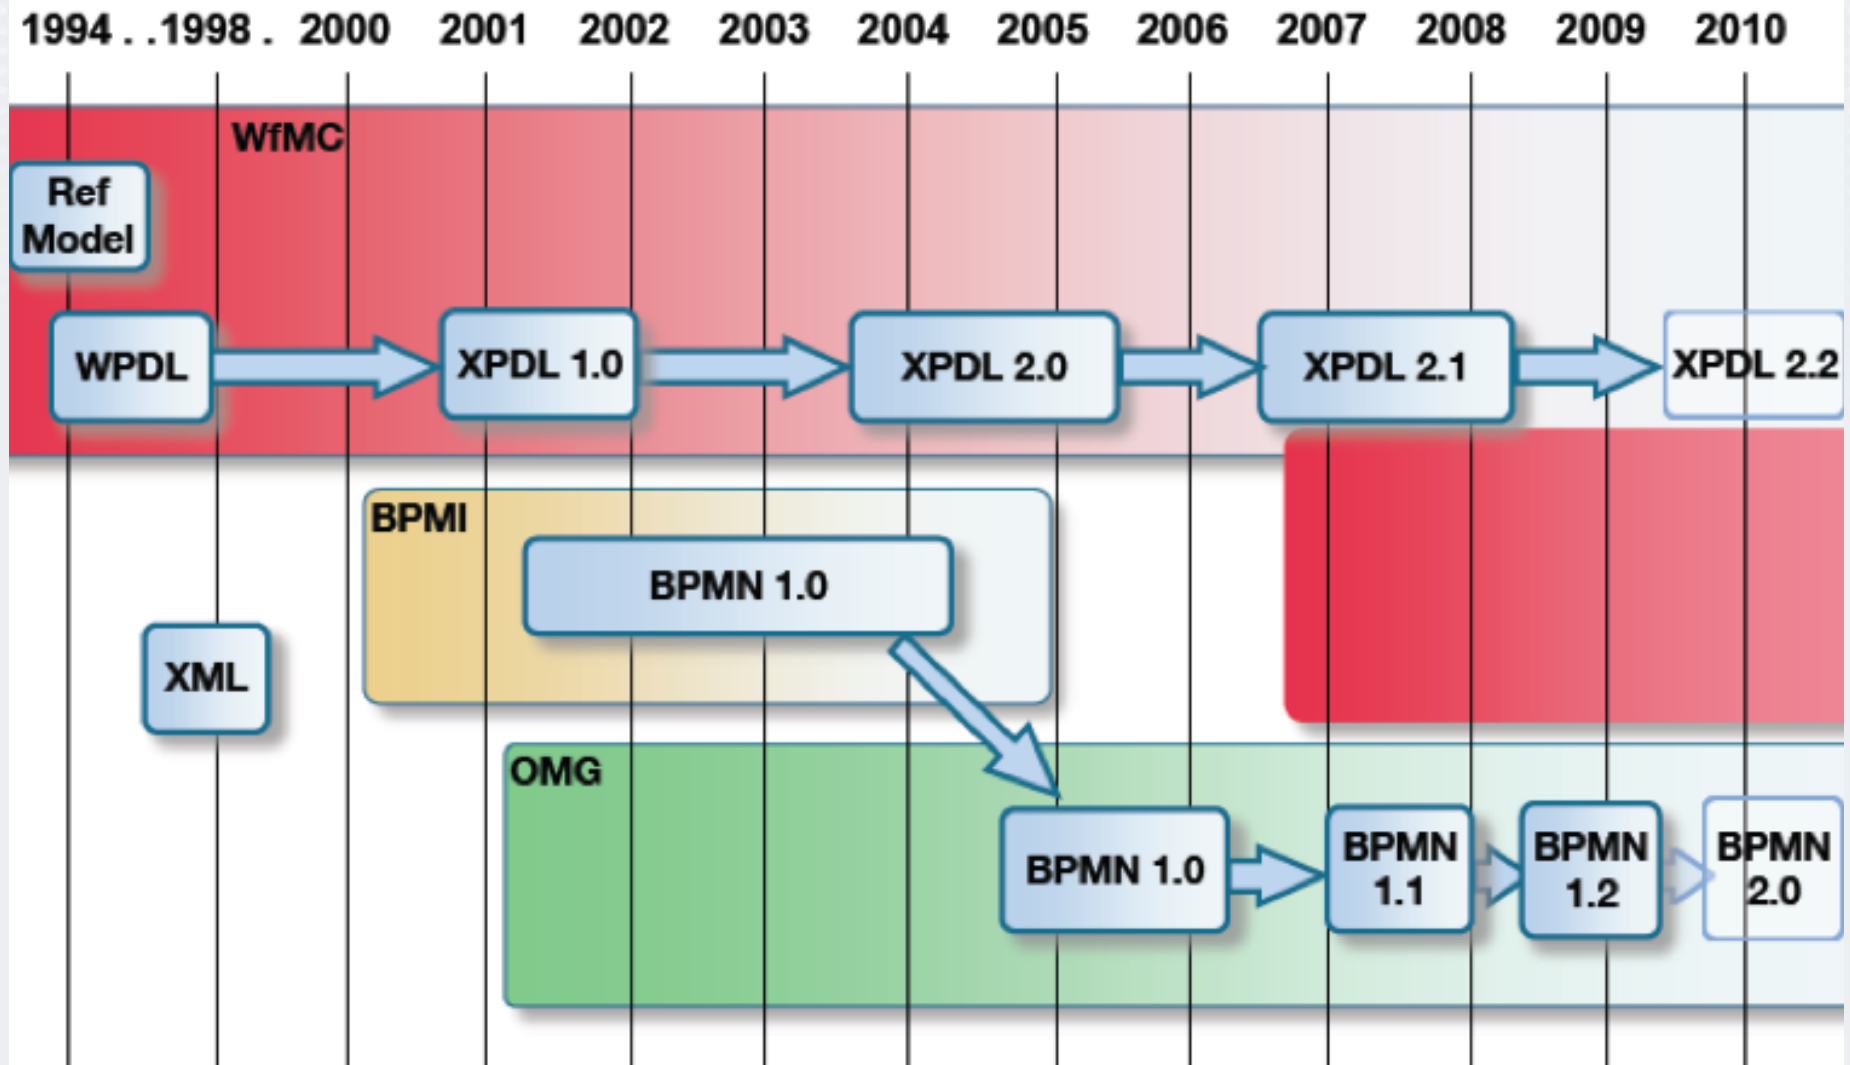 1994 . . 1998 . 2000 2001 2002 2003 2004 2005 2006 2007 2008 2009 2010
WfMC
Ref
Model
WPDL
XPDL 1.0
XPDL 2.0
XPDL 2.1
XPDL 2.2
BPMI
BPMN 1.0
XML
OMG
BPMN 1.0
BPMN
1.1
BPMN
1.2
BPMN
2.0